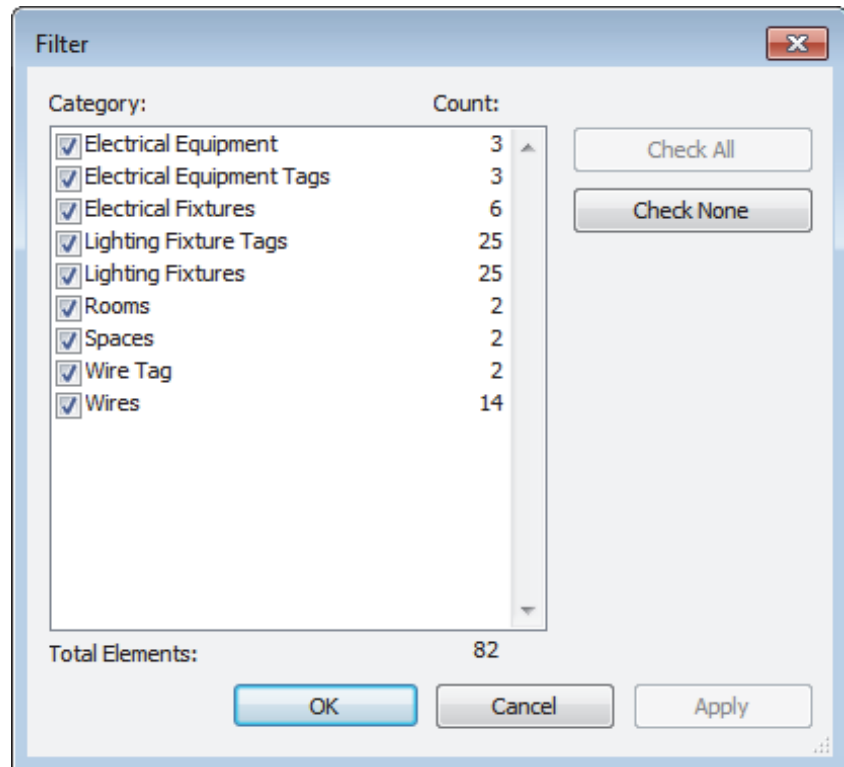 Filter
Category: Count:
Electrical Equipment 3
Electrical Equipment Tags 3
Electrical Fixtures 6
Lighting Fixture Tags 25
Lighting Fixtures 25
Rooms 2
Spaces 2
Wire Tag 2
Wires 14
Check All
Check None
Total Elements: 82
OK Cancel Apply